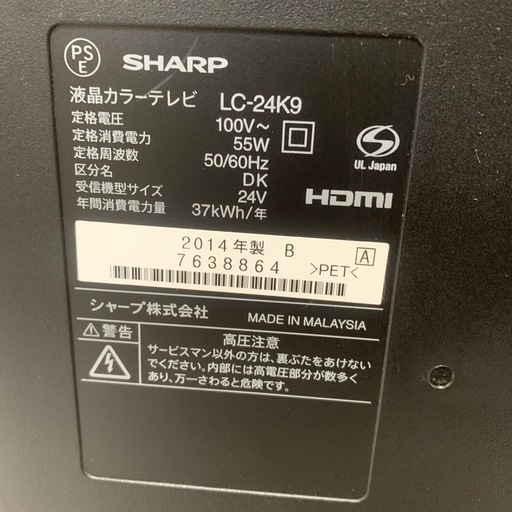 PSE SHARP
液晶カラーテレビ LC-24K9
定格電圧 100V～
定格消費電力 55W
定格周波数 50/60Hz
区分名 DK
受信機型サイズ 24V
年間消費電力量 37kWh/年
UL Japan
HDMI
2014年製 B A
7638864 >PET<
シャープ株式会社 MADE IN MALAYSIA
⚠警告 高圧注意
サービスマン以外の方は、裏ぶたをあけない
でください。内部には高電圧部分が数多く
あり、万一さわると危険です。